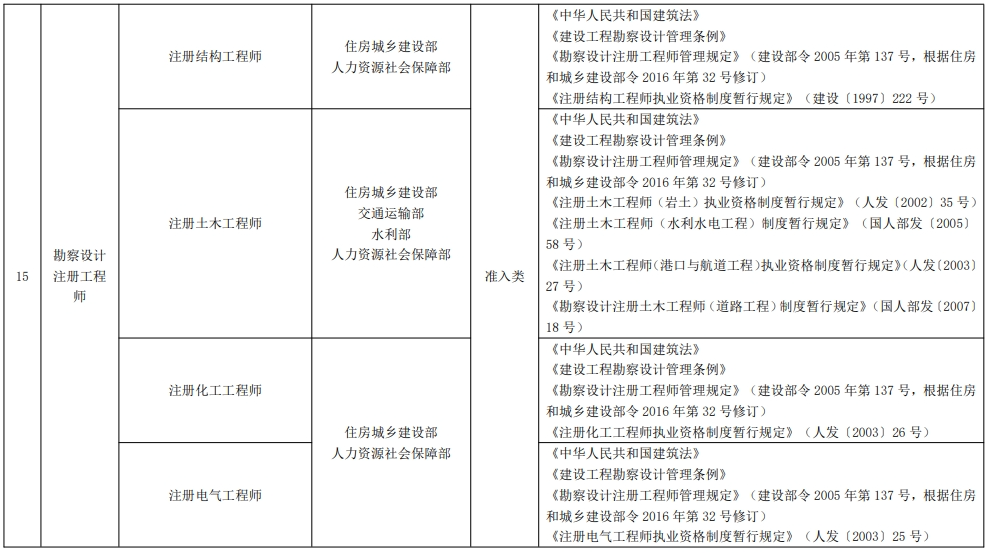 15
勘察设计
注册工程
师
注册结构工程师
住房城乡建设部
人力资源社会保障部
准入类
《中华人民共和国建筑法》
《建设工程勘察设计管理条例》
《勘察设计注册工程师管理规定》（建设部令 2005 年第 137 号，根据住房
和城乡建设部令 2016 年第 32 号修订）
《注册结构工程师执业资格制度暂行规定》（建设〔1997〕222 号）
注册土木工程师
住房城乡建设部
交通运输部
水利部
人力资源社会保障部
《中华人民共和国建筑法》
《建设工程勘察设计管理条例》
《勘察设计注册工程师管理规定》（建设部令 2005 年第 137 号，根据住房
和城乡建设部令 2016 年第 32 号修订）
《注册土木工程师（岩土）执业资格制度暂行规定》（人发〔2002〕35 号）
《注册土木工程师（水利水电工程）制度暂行规定》（国人部发〔2005〕
58 号）
《注册土木工程师（港口与航道工程）执业资格制度暂行规定》（人发〔2003〕
27 号）
《勘察设计注册土木工程师（道路工程）制度暂行规定》（国人部发〔2007〕
18 号）
注册化工工程师
住房城乡建设部
人力资源社会保障部
《中华人民共和国建筑法》
《建设工程勘察设计管理条例》
《勘察设计注册工程师管理规定》（建设部令 2005 年第 137 号，根据住房
和城乡建设部令 2016 年第 32 号修订）
《注册化工工程师执业资格制度暂行规定》（人发〔2003〕26 号）
注册电气工程师
《中华人民共和国建筑法》
《建设工程勘察设计管理条例》
《勘察设计注册工程师管理规定》（建设部令 2005 年第 137 号，根据住房
和城乡建设部令 2016 年第 32 号修订）
《注册电气工程师执业资格制度暂行规定》（人发〔2003〕25 号）